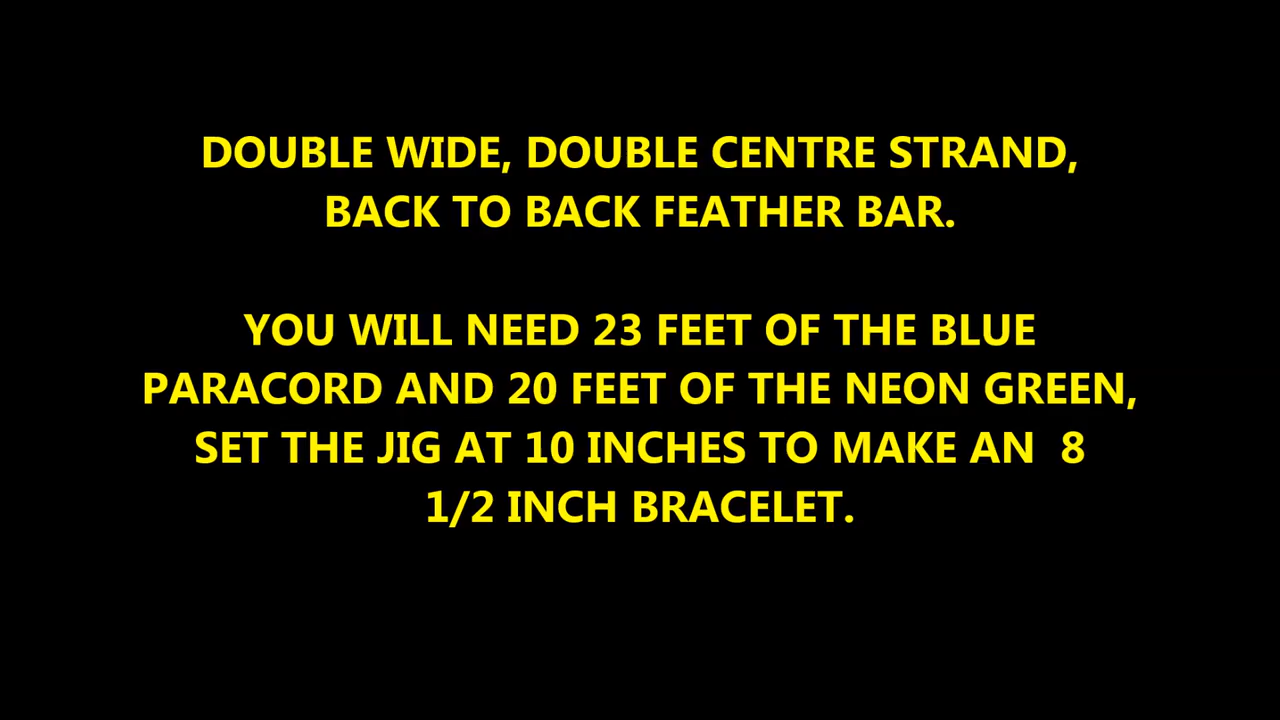 DOUBLE WIDE, DOUBLE CENTRE STRAND,
BACK TO BACK FEATHER BAR.
YOU WILL NEED 23 FEET OF THE BLUE
PARACORD AND 20 FEET OF THE NEON GREEN,
SET THE JIG AT 10 INCHES TO MAKE AN  8
1/2 INCH BRACELET.